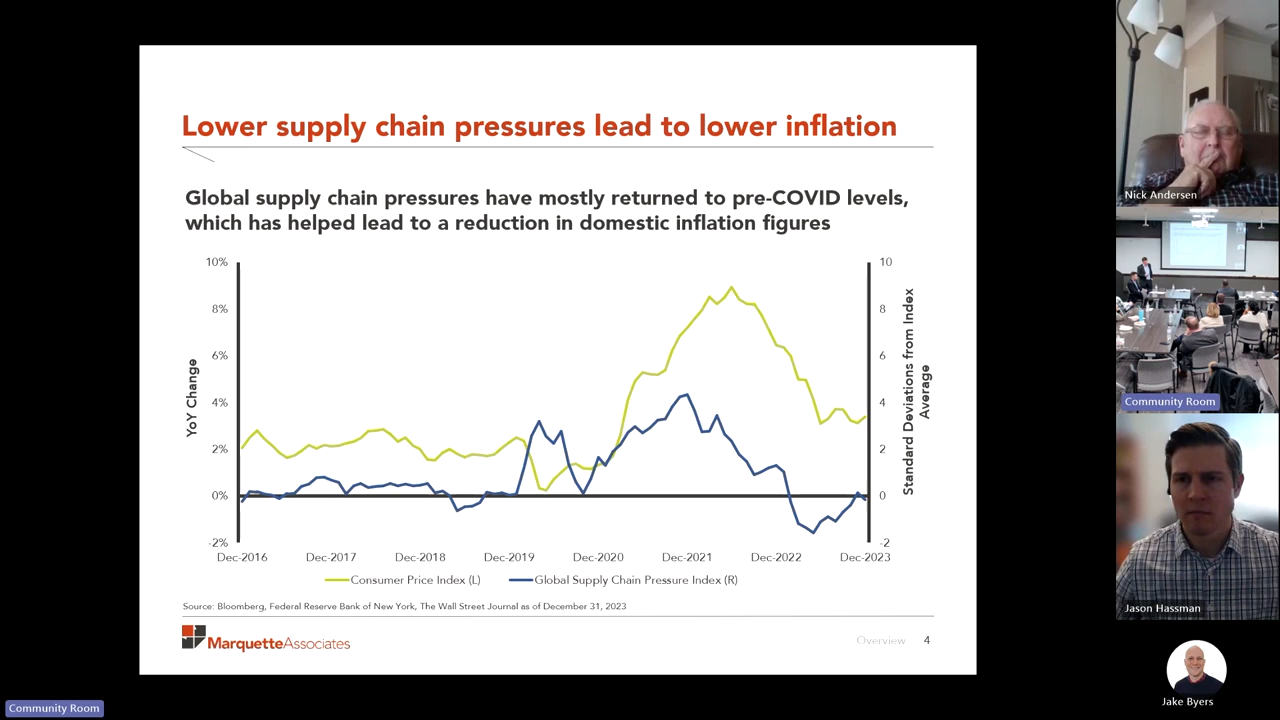 Lower supply chain pressures lead to lower inflation
Global supply chain pressures have mostly returned to pre-COVID levels,
which has helped lead to a reduction in domestic inflation figures
10%
8%
6%
4%
2%
0%
-2%
YoY Change
10
8
6
4
2
0
-2
Standard Deviations from Index
Average
Dec-2016
Dec-2017
Dec-2018
Dec-2019
Dec-2020
Dec-2021
Dec-2022
Dec-2023
Consumer Price Index (L)
Global Supply Chain Pressure Index (R)
Source: Bloomberg, Federal Reserve Bank of New York, The Wall Street Journal as of December 31, 2023
MarquetteAssociates
Overview 4
Nick Andersen
Community Room
Jason Hassman
Jake Byers
Community Room